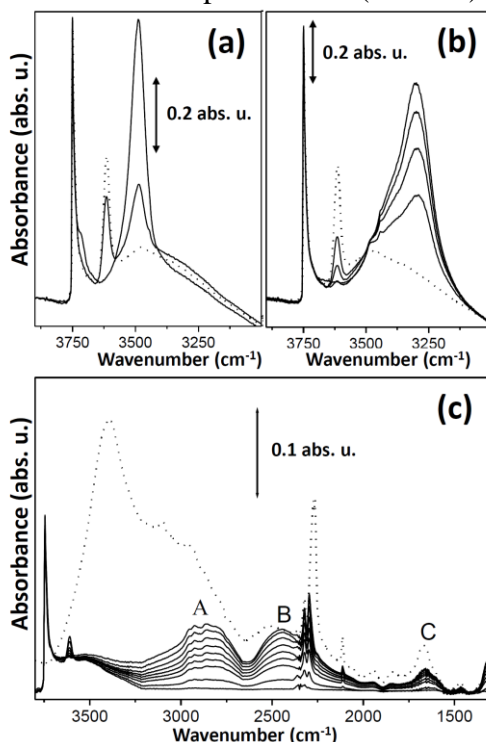 (a)
0.2 abs. u.
Absorbance (abs. u.)
3750 3500 3250
Wavenumber (cm⁻¹)
(b)
0.2 abs. u.
3750 3500 3250
Wavenumber (cm⁻¹)
(c)
0.1 abs. u.
Absorbance (abs. u.)
A
B
C
3500 3000 2500 2000 1500
Wavenumber (cm⁻¹)